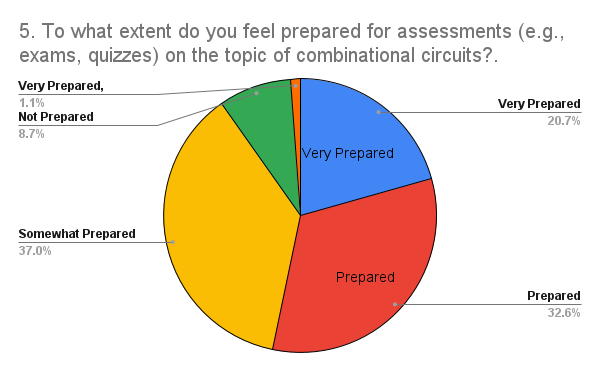 5. To what extent do you feel prepared for assessments (e.g.,
exams, quizzes) on the topic of combinational circuits?.
Very Prepared,
1.1%
Not Prepared
8.7%
Very Prepared
20.7%
Very Prepared
Somewhat Prepared
37.0%
Prepared
Prepared
32.6%